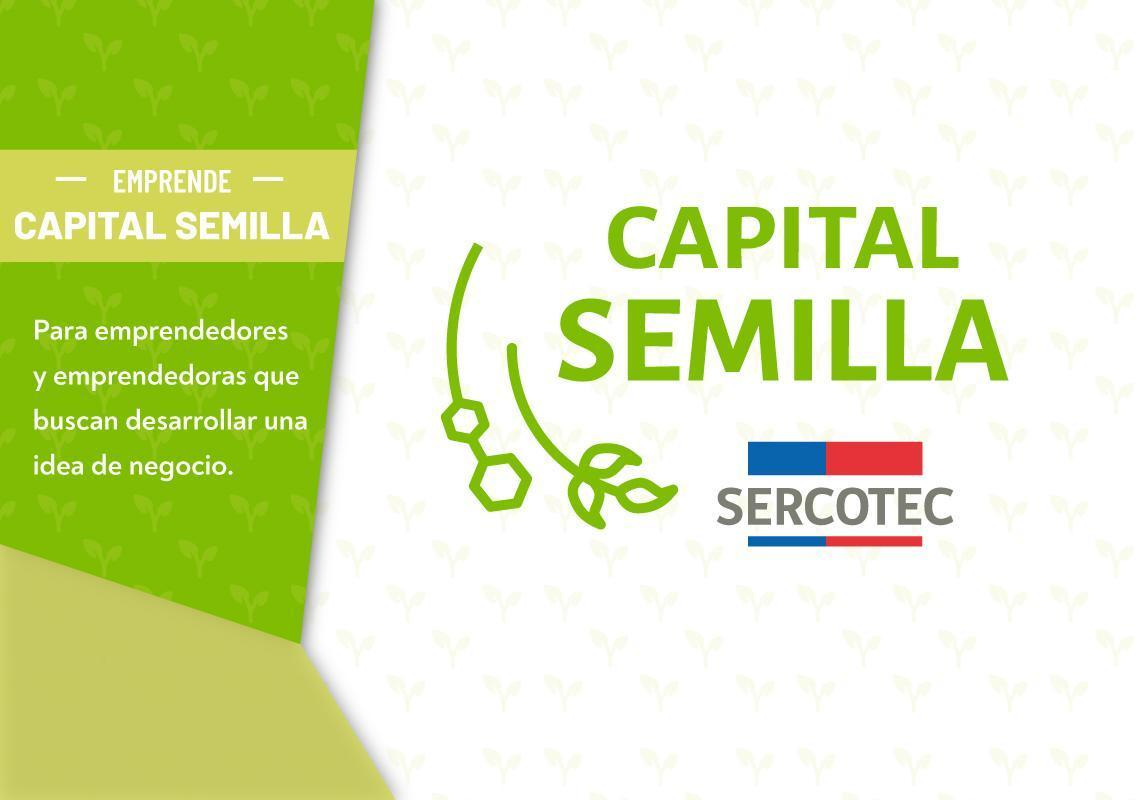 EMPRENDE
CAPITAL SEMILLA
Para emprendedores
y emprendedoras que
buscan desarrollar una
idea de negocio.
CAPITAL
SEMILLA
SERCOTEC